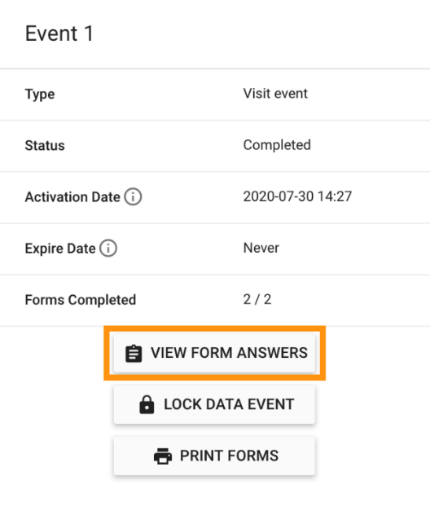 Event 1
Type Visit event
Status Completed
Activation Date 2020-07-30 14:27
Expire Date Never
Forms Completed 2 / 2
VIEW FORM ANSWERS
LOCK DATA EVENT
PRINT FORMS